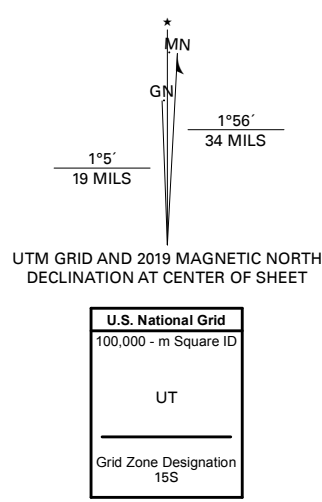 MN
GN
1°56´
34 MILS
1°5´
19 MILS
UTM GRID AND 2019 MAGNETIC NORTH
DECLINATION AT CENTER OF SHEET
U.S. National Grid
100,000 - m Square ID
UT
Grid Zone Designation
15S